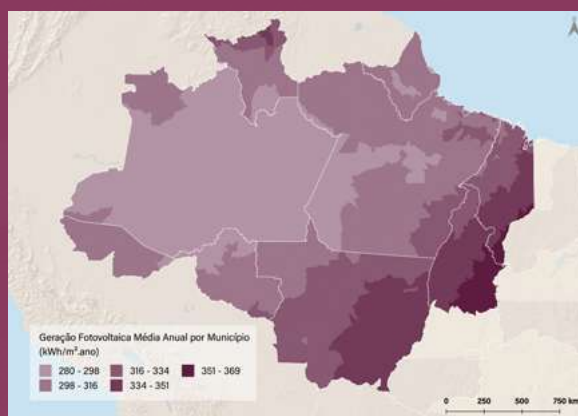 Geração Fotovoltaica Média Anual por Município
(kWh/m².ano)
280 - 298
316 - 334
351 - 369
298 - 316
334 - 351
0
250
500
750 km